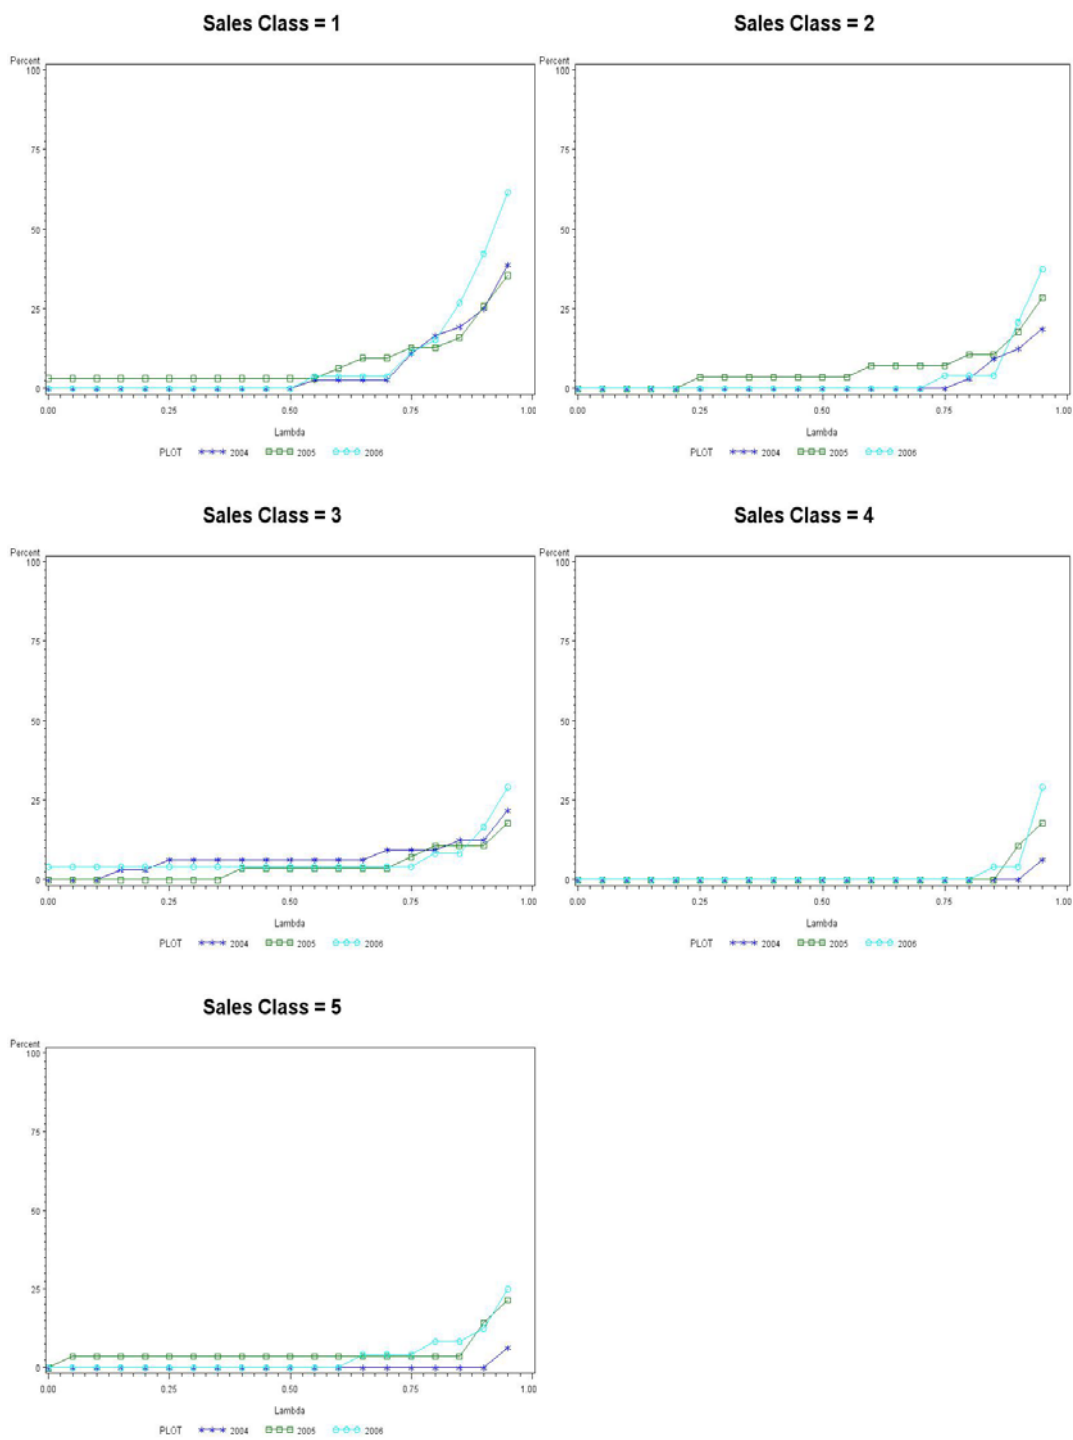 Sales Class = 1
Percent
100
75
50
25
0
0.00 0.25 0.50 0.75 1.00
Lambda
PLOT 2004 2005 2006
Sales Class = 2
Percent
100
75
50
25
0
0.00 0.25 0.50 0.75 1.00
Lambda
PLOT 2004 2005 2006
Sales Class = 3
Percent
100
75
50
25
0
0.00 0.25 0.50 0.75 1.00
Lambda
PLOT 2004 2005 2006
Sales Class = 4
Percent
100
75
50
25
0
0.00 0.25 0.50 0.75 1.00
Lambda
PLOT 2004 2005 2006
Sales Class = 5
Percent
100
75
50
25
0
0.00 0.25 0.50 0.75 1.00
Lambda
PLOT 2004 2005 2006